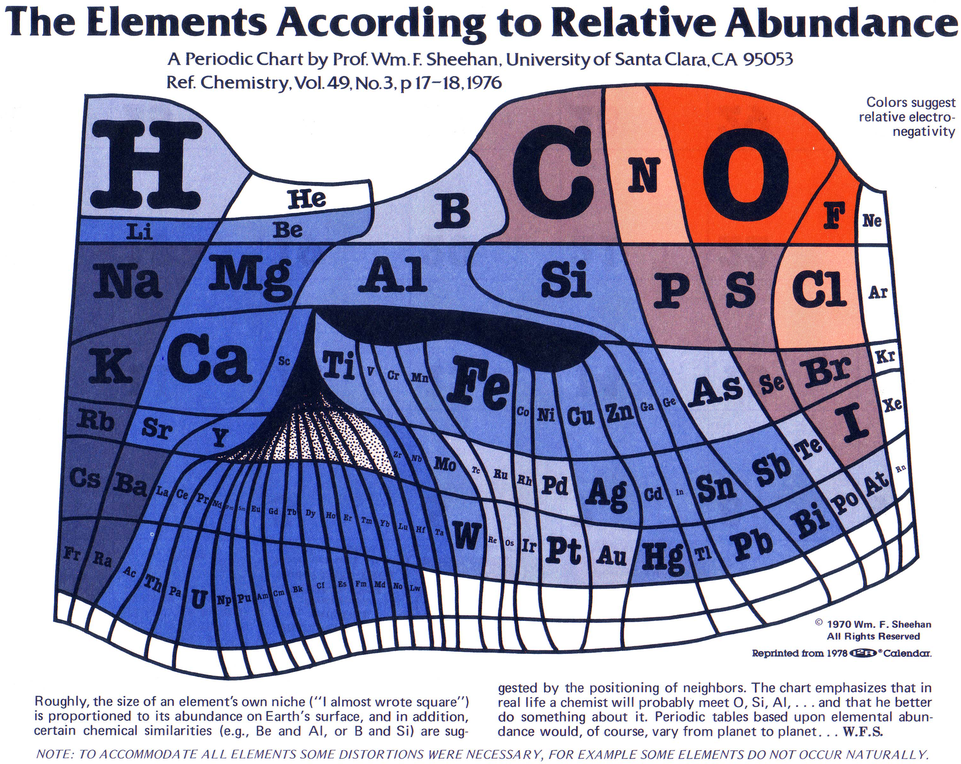 The Elements According to Relative Abundance
A Periodic Chart by Prof. Wm. F. Sheehan, University of Santa Clara, CA 95053
Ref. Chemistry, Vol. 49, No. 3, p 17–18, 1976
Colors suggest
relative electro-
negativity
H He B C N O F Ne
Li Be
Na Mg Al Si P S Cl Ar
K Ca Sc Ti V Cr Mn Fe Co Ni Cu Zn Ga Ge As Se Br Kr
Rb Sr Y Zr Nb Mo Tc Ru Rh Pd Ag Cd In Sn Sb Te I Xe
Cs Ba La Ce Pr Nd Eu Gd Tb Dy Ho Er Tm Yb Lu Hf Ta W Re Os Ir Pt Au Hg Tl Pb Bi Po At Rn
Fr Ra Ac Th Pa U Np Pu Am Cm Bk Cf Es Fm Md No Lw
© 1970 Wm. F. Sheehan
All Rights Reserved
Reprinted from 1978 ® Calendar.
Roughly, the size of an element's own niche ("I almost wrote square")
is proportioned to its abundance on Earth's surface, and in addition,
certain chemical similarities (e.g., Be and Al, or B and Si) are sug-
gested by the positioning of neighbors. The chart emphasizes that in
real life a chemist will probably meet O, Si, Al, . . . and that he better
do something about it. Periodic tables based upon elemental abun-
dance would, of course, vary from planet to planet. . . W.F.S.
NOTE: TO ACCOMMODATE ALL ELEMENTS SOME DISTORTIONS WERE NECESSARY, FOR EXAMPLE SOME ELEMENTS DO NOT OCCUR NATURALLY.